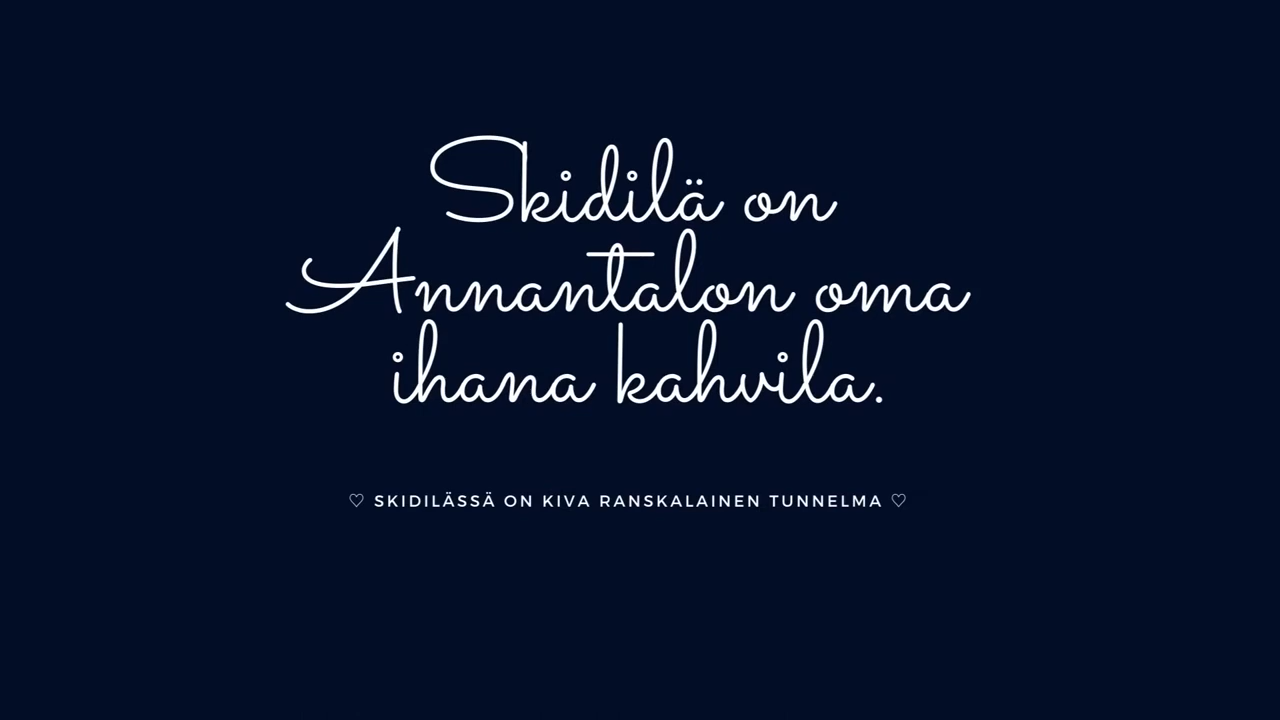 Skidilä on
Annantalon oma
ihana kahvila.
♡ SKIDILÄSSÄ ON KIVA RANSKALAINEN TUNNELMA ♡